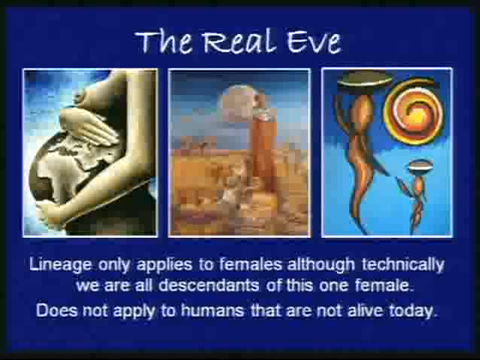 The Real Eve
Lineage only applies to females although technically
we are all descendants of this one female.
Does not apply to humans that are not alive today.